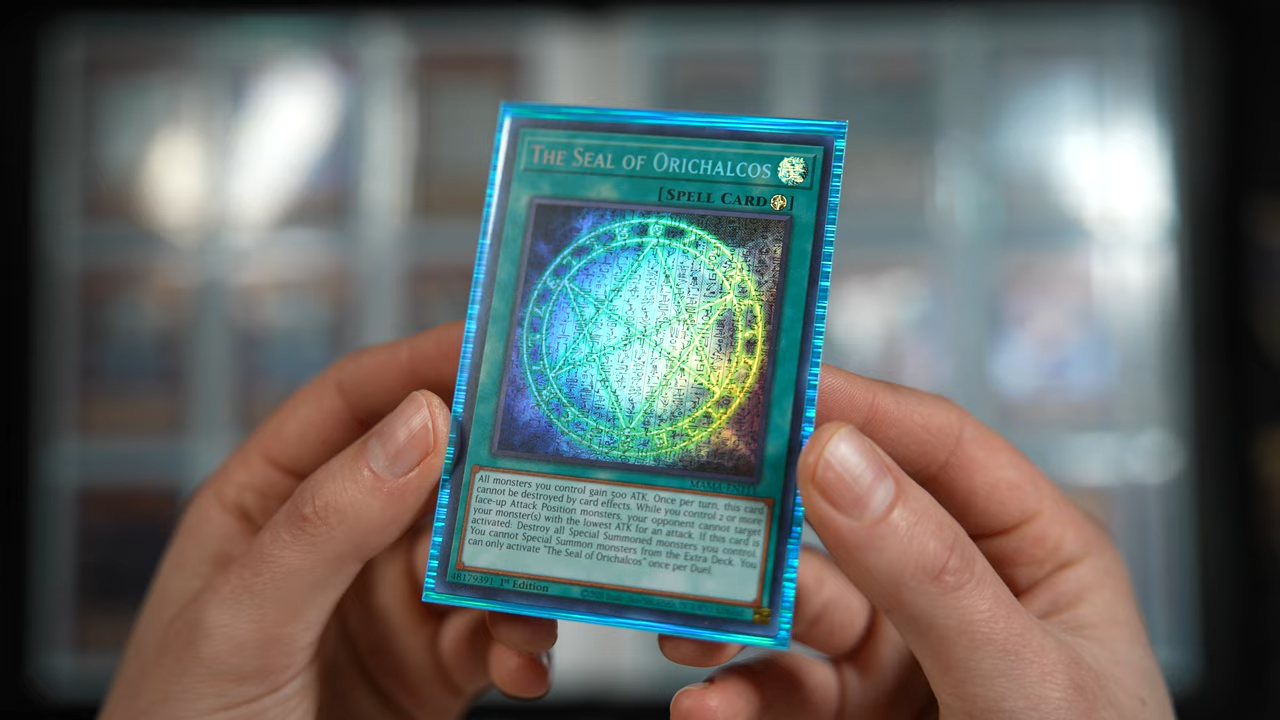 THE SEAL OF ORICHALCOS
[SPELL CARD]
MAMA-EN111
All monsters you control gain 500 ATK. Once per turn, this card
cannot be destroyed by card effects. While you control 2 or more
face-up Attack Position monsters, your opponent cannot target
your monster(s) with the lowest ATK for an attack. If this card is
activated: Destroy all Special Summoned monsters you control.
You cannot Special Summon monsters from the Extra Deck. You
can only activate "The Seal of Orichalcos" once per Duel.
48179391 1st Edition